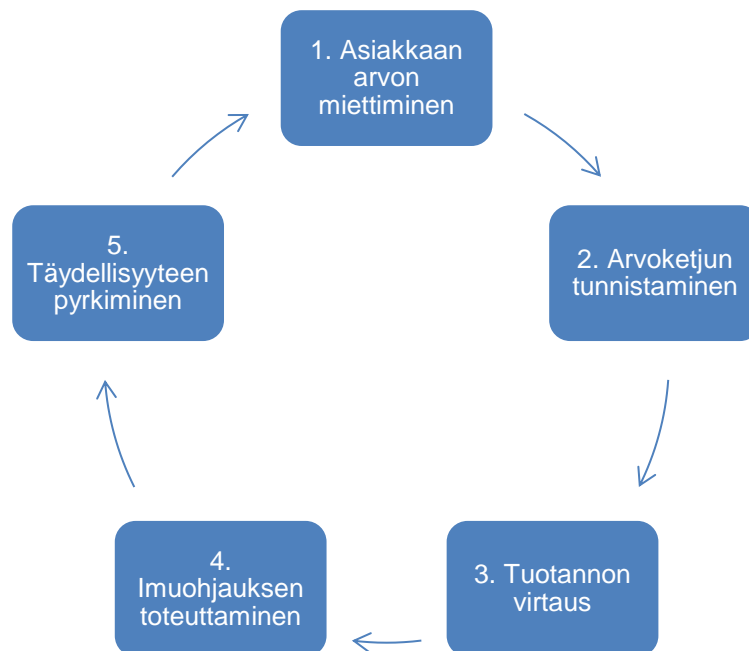 1. Asiakkaan
arvon
miettiminen
2. Arvoketjun
tunnistaminen
3. Tuotannon
virtaus
4.
Imuohjauksen
toteuttaminen
5.
Täydellisyyteen
pyrkiminen